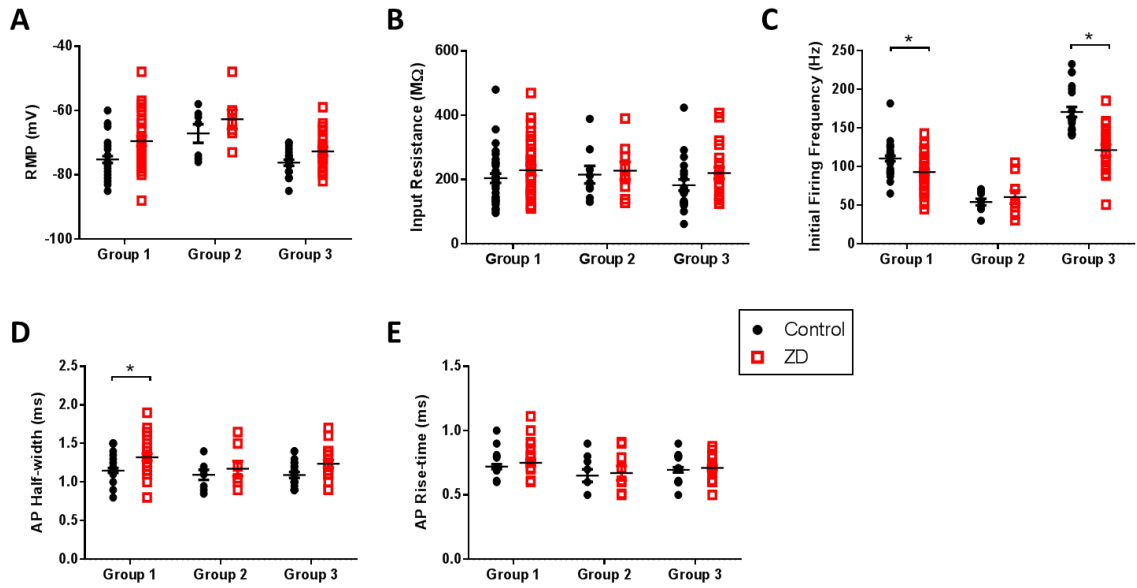 A
RMP (mV)
-40
-60
-80
-100
Group 1 Group 2 Group 3
B
Input Resistance (MΩ)
600
400
200
0
Group 1 Group 2 Group 3
C
Initial Firing Frequency (Hz)
250
200
150
100
50
0
* *
Group 1 Group 2 Group 3
D
AP Half-width (ms)
2.5
2.0
1.5
1.0
0.5
0.0
*
Group 1 Group 2 Group 3
E
AP Rise-time (ms)
1.5
1.0
0.5
0.0
Group 1 Group 2 Group 3
Control
ZD